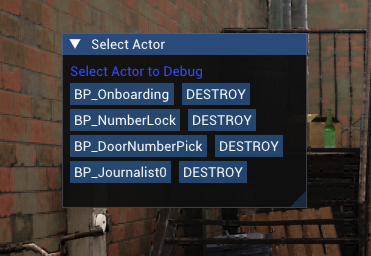 Select Actor
Select Actor to Debug
BP_Onboarding DESTROY
BP_NumberLock DESTROY
BP_DoorNumberPick DESTROY
BP_Journalist0 DESTROY